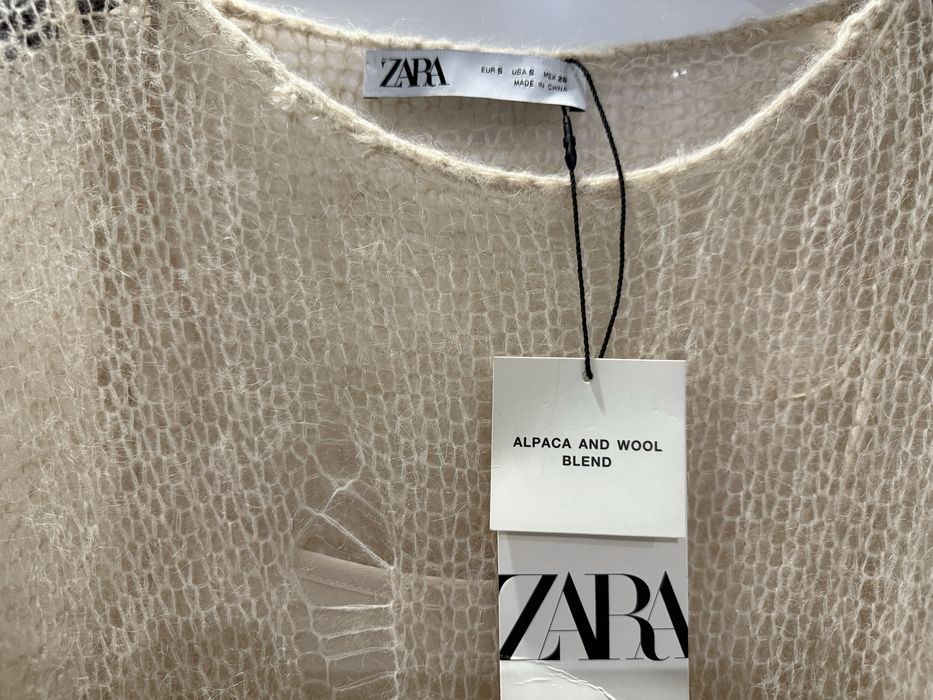 ZARA
EUR S USA S MEX 26
MADE IN CHINA
ALPACA AND WOOL
BLEND
ZARA